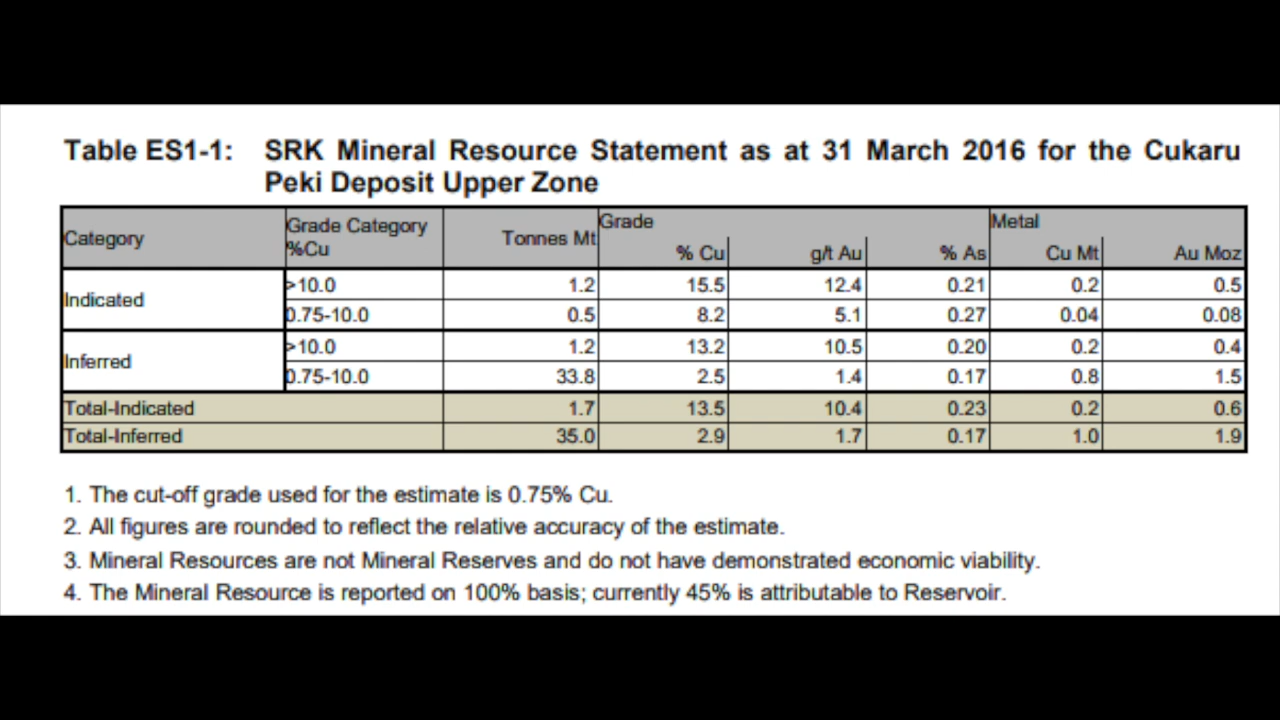 Table ES1-1: SRK Mineral Resource Statement as at 31 March 2016 for the Cukaru
Peki Deposit Upper Zone
Category Grade Category %Cu Tonnes Mt Grade Metal
% Cu g/t Au % As Cu Mt Au Moz
Indicated >10.0 1.2 15.5 12.4 0.21 0.2 0.5
0.75-10.0 0.5 8.2 5.1 0.27 0.04 0.08
Inferred >10.0 1.2 13.2 10.5 0.20 0.2 0.4
0.75-10.0 33.8 2.5 1.4 0.17 0.8 1.5
Total-Indicated 1.7 13.5 10.4 0.23 0.2 0.6
Total-Inferred 35.0 2.9 1.7 0.17 1.0 1.9
1. The cut-off grade used for the estimate is 0.75% Cu.
2. All figures are rounded to reflect the relative accuracy of the estimate.
3. Mineral Resources are not Mineral Reserves and do not have demonstrated economic viability.
4. The Mineral Resource is reported on 100% basis; currently 45% is attributable to Reservoir.